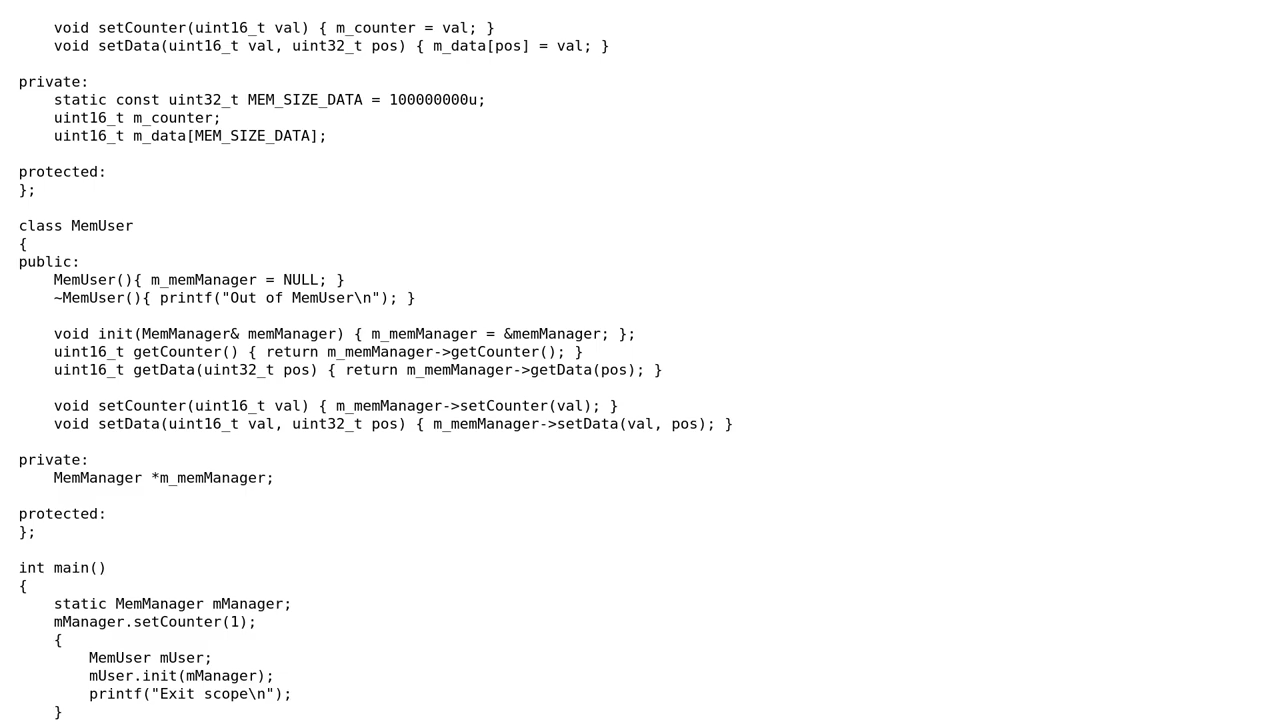 void setCounter(uint16_t val) { m_counter = val; }
void setData(uint16_t val, uint32_t pos) { m_data[pos] = val; }
private:
static const uint32_t MEM_SIZE_DATA = 100000000u;
uint16_t m_counter;
uint16_t m_data[MEM_SIZE_DATA];
protected:
};
class MemUser
{
public:
MemUser(){ m_memManager = NULL; }
~MemUser(){ printf("Out of MemUser\n"); }
void init(MemManager& memManager) { m_memManager = &memManager; };
uint16_t getCounter() { return m_memManager->getCounter(); }
uint16_t getData(uint32_t pos) { return m_memManager->getData(pos); }
void setCounter(uint16_t val) { m_memManager->setCounter(val); }
void setData(uint16_t val, uint32_t pos) { m_memManager->setData(val, pos); }
private:
MemManager *m_memManager;
protected:
};
int main()
{
static MemManager mManager;
mManager.setCounter(1);
{
MemUser mUser;
mUser.init(mManager);
printf("Exit scope\n");
}